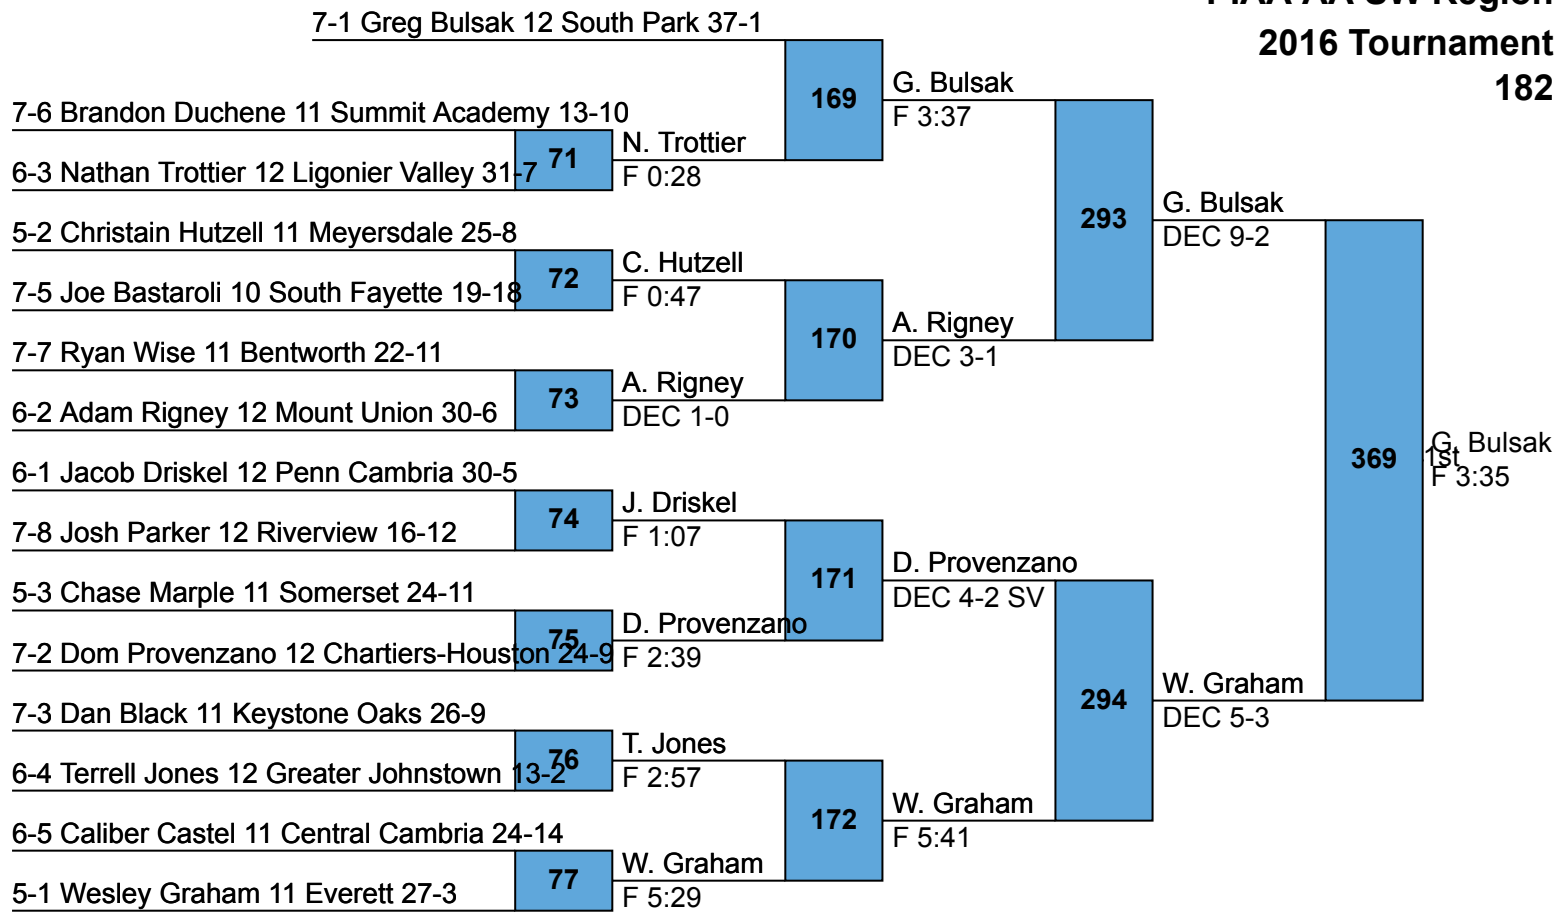 PIAA AA SW Region
2016 Tournament
182
7-1 Greg Bulsak 12 South Park 37-1
169
G. Bulsak
F 3:37
7-6 Brandon Duchene 11 Summit Academy 13-10
71
N. Trottier
F 0:28
6-3 Nathan Trottier 12 Ligonier Valley 31-7
293
G. Bulsak
DEC 9-2
5-2 Christain Hutzell 11 Meyersdale 25-8
72
C. Hutzell
F 0:47
7-5 Joe Bastaroli 10 South Fayette 19-18
170
A. Rigney
DEC 3-1
7-7 Ryan Wise 11 Bentworth 22-11
73
A. Rigney
DEC 1-0
6-2 Adam Rigney 12 Mount Union 30-6
369
1st
G. Bulsak
F 3:35
6-1 Jacob Driskel 12 Penn Cambria 30-5
74
J. Driskel
F 1:07
7-8 Josh Parker 12 Riverview 16-12
171
D. Provenzano
DEC 4-2 SV
5-3 Chase Marple 11 Somerset 24-11
75
D. Provenzano
F 2:39
7-2 Dom Provenzano 12 Chartiers-Houston 24-9
294
W. Graham
DEC 5-3
7-3 Dan Black 11 Keystone Oaks 26-9
76
T. Jones
F 2:57
6-4 Terrell Jones 12 Greater Johnstown 13-2
172
W. Graham
F 5:41
6-5 Caliber Castel 11 Central Cambria 24-14
77
W. Graham
F 5:29
5-1 Wesley Graham 11 Everett 27-3